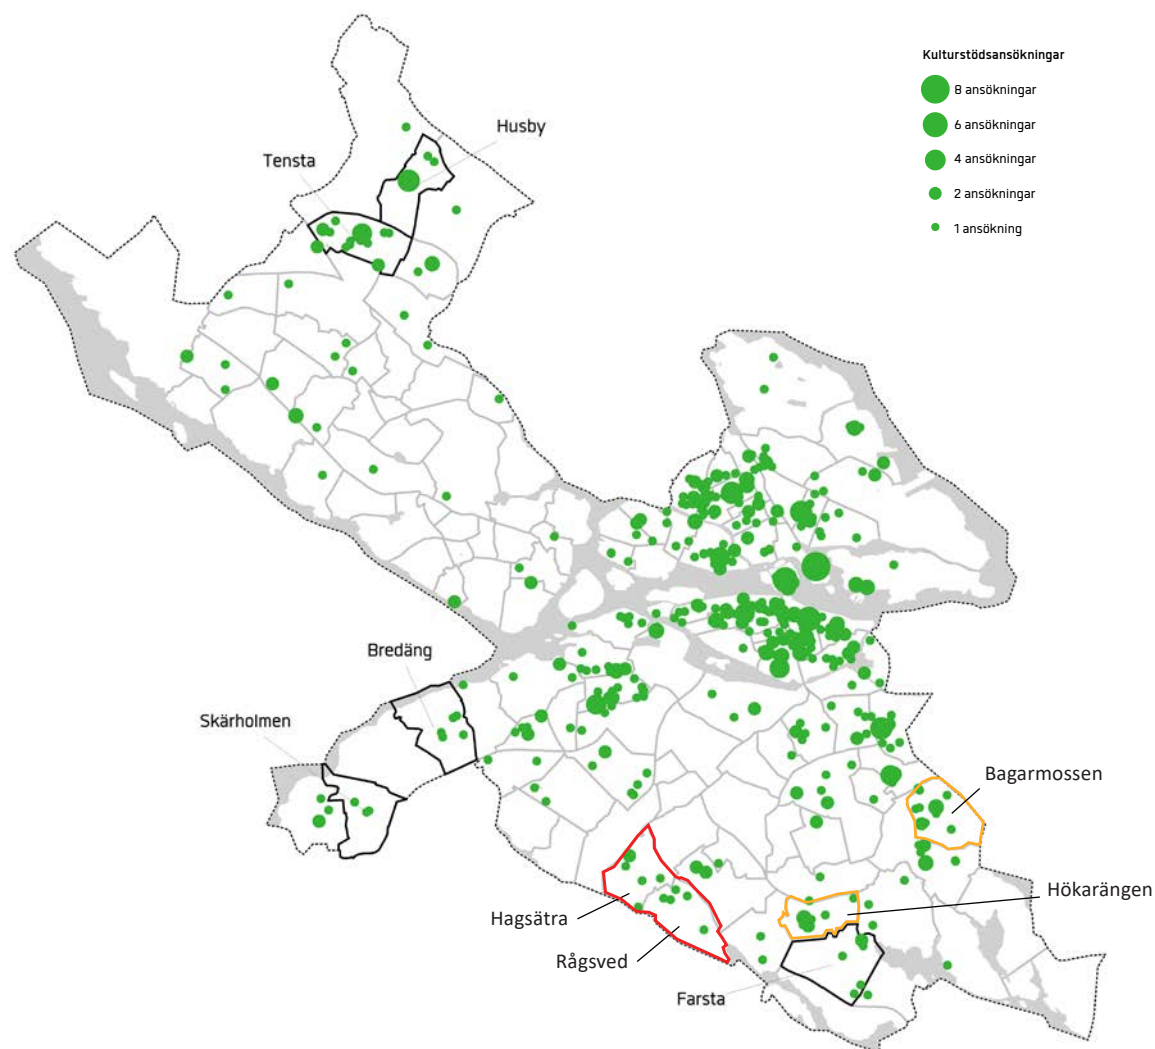 Kulturstödsansökningar
8 ansökningar
6 ansökningar
4 ansökningar
2 ansökningar
1 ansökning
Husby
Tensta
Bredäng
Skärholmen
Bagarmossen
Hökarängen
Hagsätra
Rågsved
Farsta